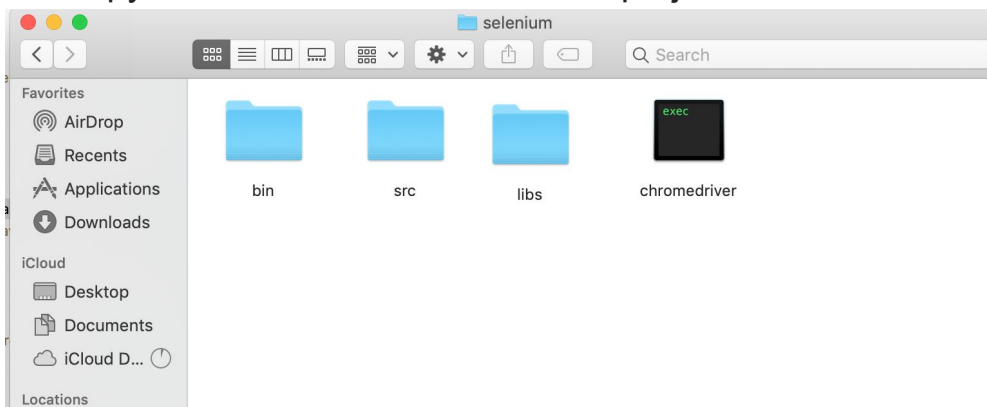 selenium
Search
Favorites
AirDrop
Recents
Applications
Downloads
iCloud
Desktop
Documents
iCloud D...
Locations
exec
bin
src
libs
chromedriver